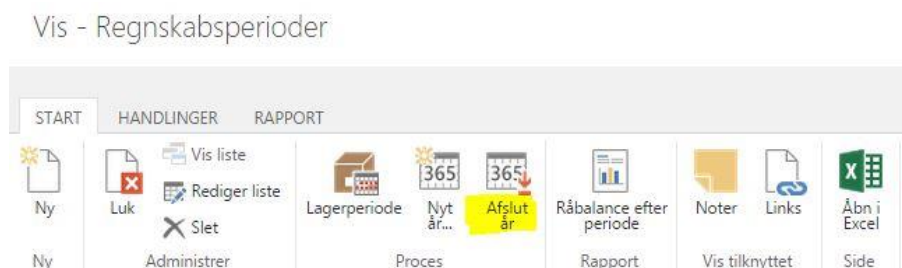 Vis - Regnskabsperioder
START HANDLINGER RAPPORT
Ny
Luk
Vis liste
Rediger liste
Slet
Lagerperiode
365
Nyt
år...
365
Afslut
år
Råbalance efter
periode
Noter
Links
Åbn i
Excel
Ny Administrer Proces Rapport Vis tilknyttet Side